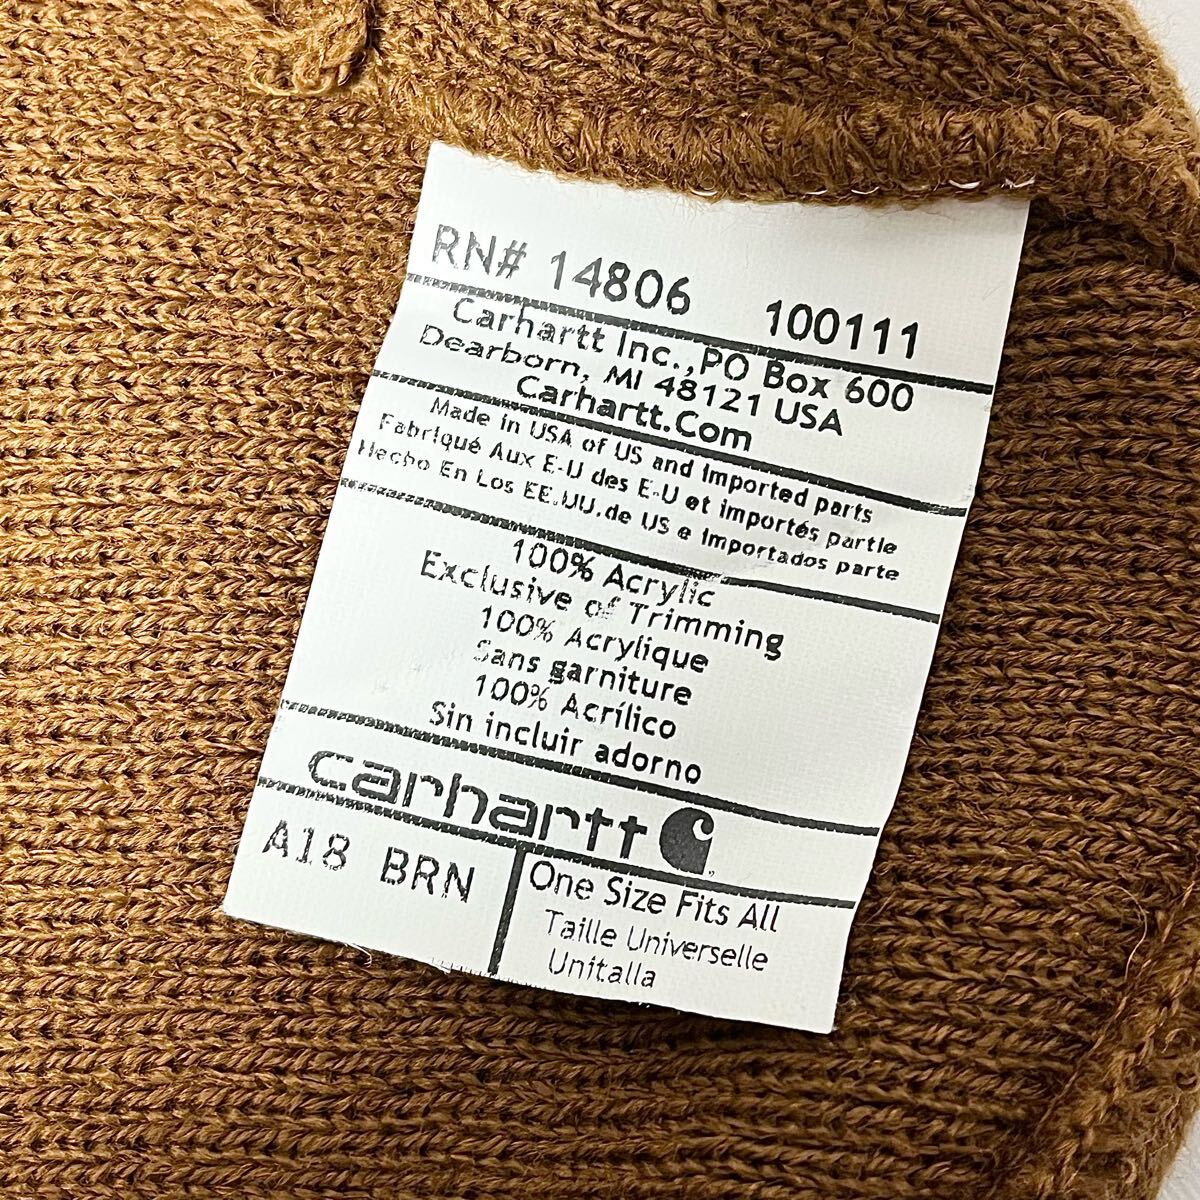 RN# 14806 100111
Carhartt Inc.,PO Box 600
Dearborn, MI 48121 USA
Carhartt.Com
Made in USA of US and Imported parts
Fabriqué Aux E-U des E-U et importés partie
Hecho En Los EE.UU.de US e Importados parte
100% Acrylic
Exclusive of Trimming
100% Acrylique
Sans garniture
100% Acrílico
Sin incluir adorno
carhartt
A18 BRN
One Size Fits All
Taille Universelle
Unitalla